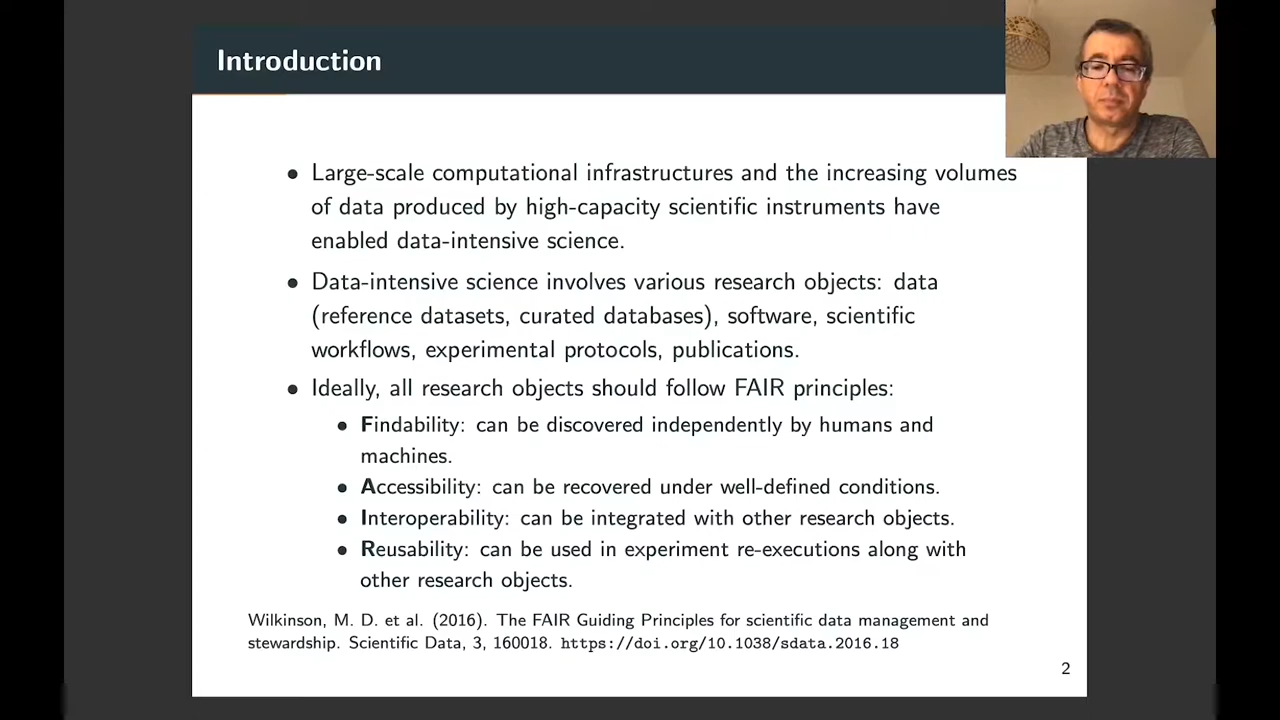 Introduction
• Large-scale computational infrastructures and the increasing volumes
of data produced by high-capacity scientific instruments have
enabled data-intensive science.
• Data-intensive science involves various research objects: data
(reference datasets, curated databases), software, scientific
workflows, experimental protocols, publications.
• Ideally, all research objects should follow FAIR principles:
• Findability: can be discovered independently by humans and
machines.
• Accessibility: can be recovered under well-defined conditions.
• Interoperability: can be integrated with other research objects.
• Reusability: can be used in experiment re-executions along with
other research objects.
Wilkinson, M. D. et al. (2016). The FAIR Guiding Principles for scientific data management and
stewardship. Scientific Data, 3, 160018. https://doi.org/10.1038/sdata.2016.18
2